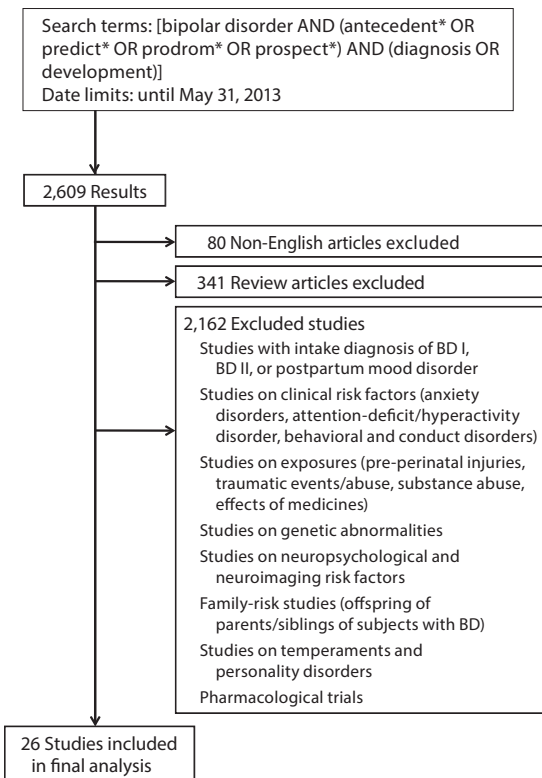 Search terms: [bipolar disorder AND (antecedent* OR
predict* OR prodrom* OR prospect*) AND (diagnosis OR
development)]
Date limits: until May 31, 2013
2,609 Results
80 Non-English articles excluded
341 Review articles excluded
2,162 Excluded studies
Studies with intake diagnosis of BD I,
BD II, or postpartum mood disorder
Studies on clinical risk factors (anxiety
disorders, attention-deficit/hyperactivity
disorder, behavioral and conduct disorders)
Studies on exposures (pre-perinatal injuries,
traumatic events/abuse, substance abuse,
effects of medicines)
Studies on genetic abnormalities
Studies on neuropsychological and
neuroimaging risk factors
Family-risk studies (offspring of
parents/siblings of subjects with BD)
Studies on temperaments and
personality disorders
Pharmacological trials
26 Studies included
in final analysis